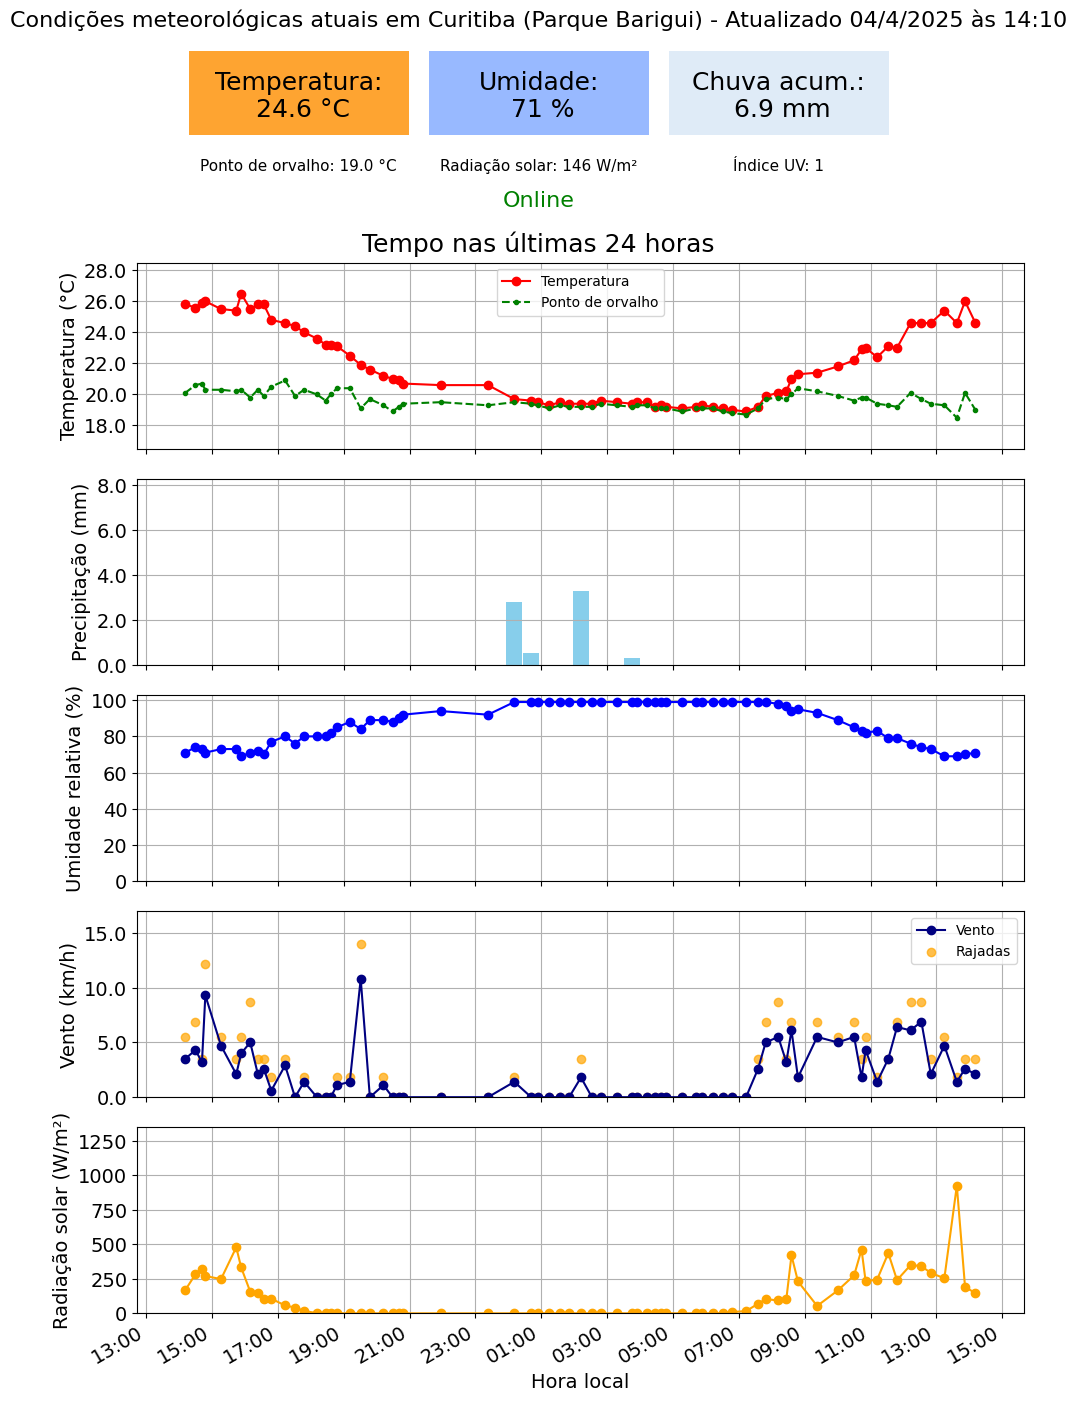 Condições meteorológicas atuais em Curitiba (Parque Barigui) - Atualizado 04/4/2025 às 14:10
Temperatura:
24.6 °C
Umidade:
71 %
Chuva acum.:
6.9 mm
Ponto de orvalho: 19.0 °C
Radiação solar: 146 W/m²
Índice UV: 1
Online
Tempo nas últimas 24 horas
Temperatura (°C)
28.0
26.0
24.0
22.0
20.0
18.0
Temperatura
Ponto de orvalho
Precipitação (mm)
8.0
6.0
4.0
2.0
0.0
Umidade relativa (%)
100
80
60
40
20
0
Vento (km/h)
15.0
10.0
5.0
0.0
Vento
Rajadas
Radiação solar (W/m²)
1250
1000
750
500
250
0
13:00
15:00
17:00
19:00
21:00
23:00
01:00
03:00
05:00
07:00
09:00
11:00
13:00
15:00
Hora local